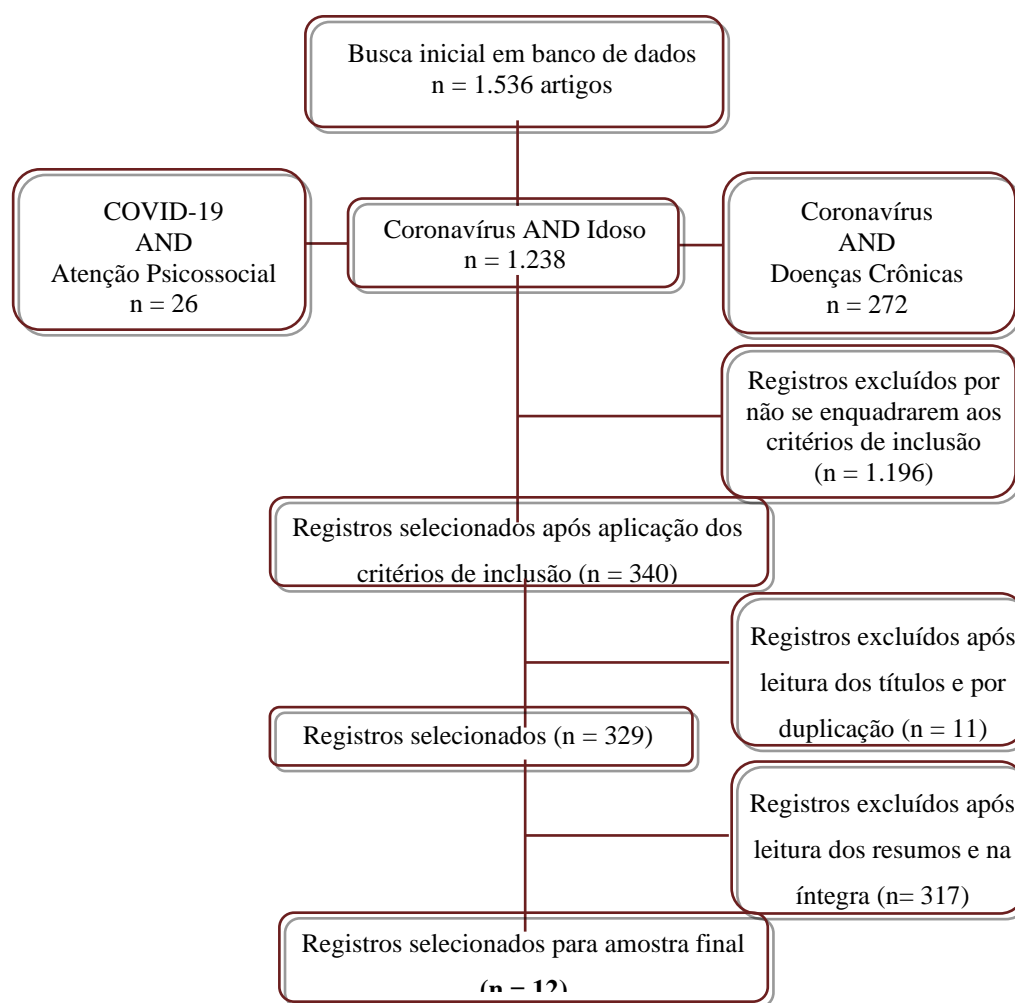 Busca inicial em banco de dados
n = 1.536 artigos
COVID-19
AND
Atenção Psicossocial
n = 26
Coronavírus AND Idoso
n = 1.238
Coronavírus
AND
Doenças Crônicas
n = 272
Registros excluídos por
não se enquadrarem aos
critérios de inclusão
(n = 1.196)
Registros selecionados após aplicação dos
critérios de inclusão (n = 340)
Registros excluídos após
leitura dos títulos e por
duplicação (n = 11)
Registros selecionados (n = 329)
Registros excluídos após
leitura dos resumos e na
íntegra (n= 317)
Registros selecionados para amostra final
(n = 12)